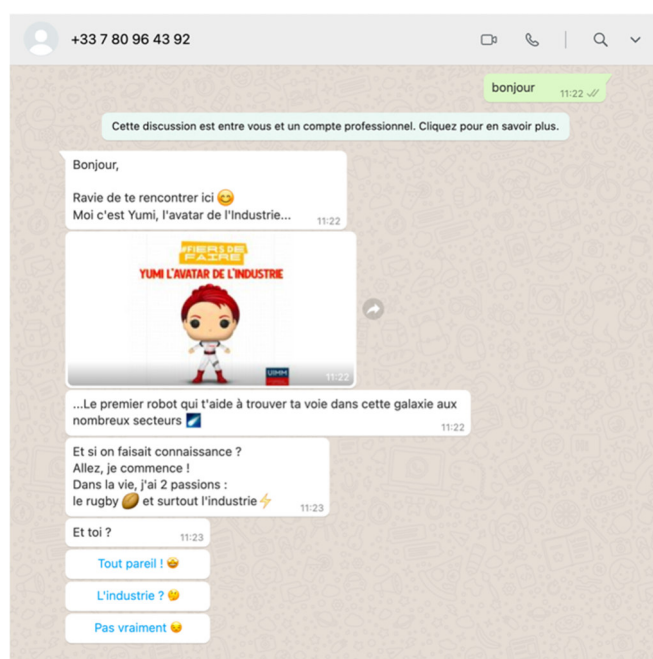 +33 7 80 96 43 92
bonjour
11:22
Cette discussion est entre vous et un compte professionnel. Cliquez pour en savoir plus.
Bonjour,
Ravie de te rencontrer ici 😊
Moi c'est Yumi, l'avatar de l'Industrie...
11:22
#FIERS DE
FAIRE
YUMI L'AVATAR DE L'INDUSTRIE
UIMM
11:22
...Le premier robot qui t'aide à trouver ta voie dans cette galaxie aux
nombreux secteurs 🌠
11:22
Et si on faisait connaissance ?
Allez, je commence !
Dans la vie, j'ai 2 passions :
le rugby 🏉 et surtout l'industrie⚡
11:23
Et toi ?
11:23
Tout pareil ! 🤩
L'industrie ? 🤔
Pas vraiment 😣